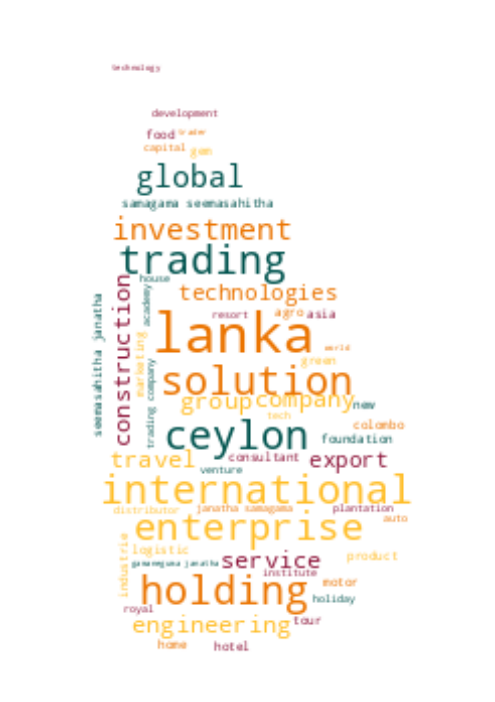 technology
development
food trader
capital gem
global
samagama seemasahitha
investment
trading
house
technologies
construction
academy
seemasahitha janatha
resort agro asia
lanka
marketing
world
green
trading company
solution
group company new
tech
ceylon
colombo
foundation
travel consultant export
venture
international
distributor janatha samagama plantation
auto
enterprise
industrie
logistic product
gamameguma janatha service
institute
holding motor
holiday
royal
engineering tour
home hotel